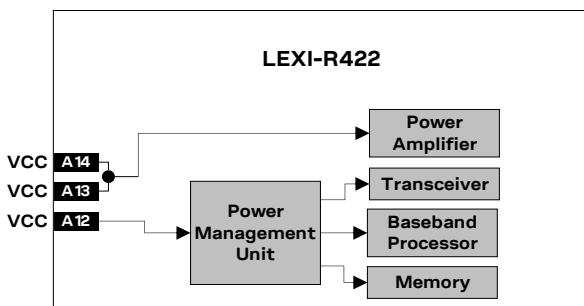 LEXI-R422
Power
Amplifier
VCC A14
VCC A13
VCC A12
Transceiver
Power
Management
Unit
Baseband
Processor
Memory